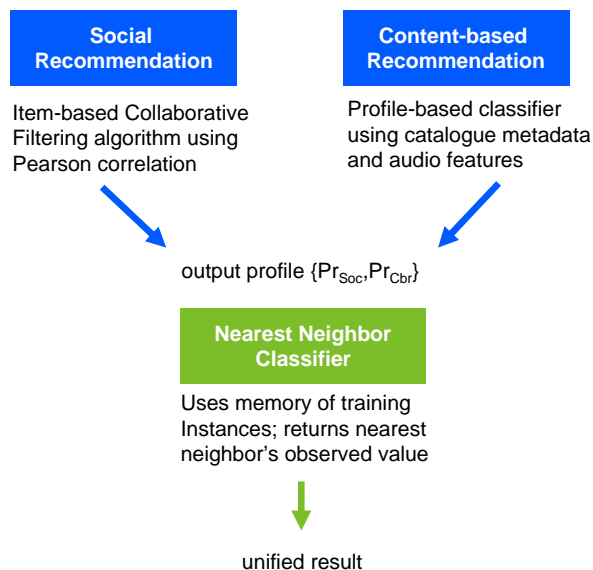 Social
Recommendation
Item-based Collaborative
Filtering algorithm using
Pearson correlation
Content-based
Recommendation
Profile-based classifier
using catalogue metadata
and audio features
output profile {PrSoc,PrCbr}
Nearest Neighbor
Classifier
Uses memory of training
Instances; returns nearest
neighbor’s observed value
unified result